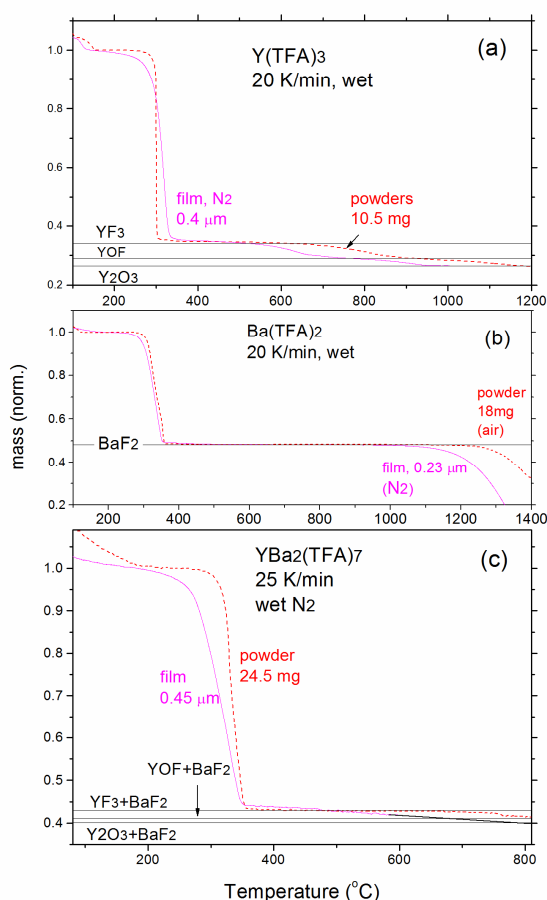 (a)
Y(TFA)3
20 K/min, wet
film, N2
0.4 μm
powders
10.5 mg
YF3
YOF
Y2O3
1.0
0.8
0.6
0.4
0.2
200 400 600 800 1000 1200
(b)
Ba(TFA)2
20 K/min, wet
powder
18mg
(air)
BaF2
film, 0.23 μm
(N2)
1.0
0.8
0.6
0.4
0.2
200 400 600 800 1000 1200 1400
mass (norm.)
(c)
YBa2(TFA)7
25 K/min
wet N2
powder
24.5 mg
film
0.45 μm
YOF+BaF2
YF3+BaF2
Y2O3+BaF2
1.1
1.0
0.9
0.8
0.7
0.6
0.5
0.4
200 400 600 800
Temperature (°C)